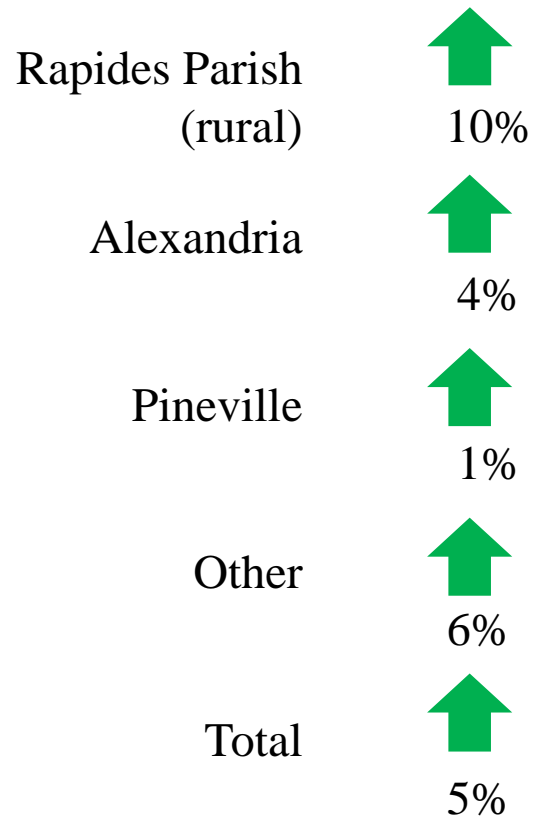 Rapides Parish
(rural)
10%
Alexandria
4%
Pineville
1%
Other
6%
Total
5%